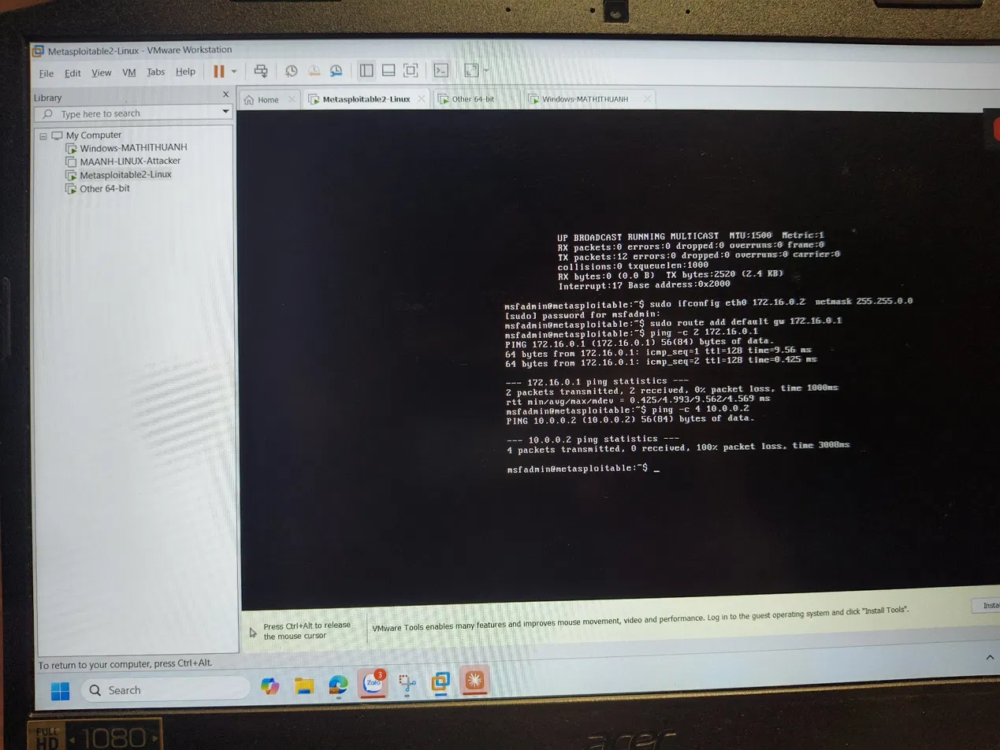 Metasploitable2-Linux - VMware Workstation
File Edit View VM Tabs Help
Library
Type here to search
My Computer
Windows-MATHITHUANH
MAANH-LINUX-Attacker
Metasploitable2-Linux
Other 64-bit
Home Metasploitable2-Linux Other 64-bit Windows-MATHITHUANH
UP BROADCAST RUNNING MULTICAST MTU:1500 Metric:1
RX packets:0 errors:0 dropped:0 overruns:0 frame:0
TX packets:12 errors:0 dropped:0 overruns:0 carrier:0
collisions:0 txqueuelen:1000
RX bytes:0 (0.0 B) TX bytes:2520 (2.4 KB)
Interrupt:17 Base address:0x2000
msfadmin@metasploitable:~$ sudo ifconfig eth0 172.16.0.2 netmask 255.255.0.0
[sudo] password for msfadmin:
msfadmin@metasploitable:~$ sudo route add default gw 172.16.0.1
msfadmin@metasploitable:~$ ping -c 2 172.16.0.1
PING 172.16.0.1 (172.16.0.1) 56(84) bytes of data.
64 bytes from 172.16.0.1: icmp_seq=1 ttl=128 time=9.56 ms
64 bytes from 172.16.0.1: icmp_seq=2 ttl=128 time=0.425 ms
--- 172.16.0.1 ping statistics ---
2 packets transmitted, 2 received, 0% packet loss, time 1000ms
rtt min/avg/max/mdev = 0.425/4.993/9.562/4.569 ms
msfadmin@metasploitable:~$ ping -c 4 10.0.0.2
PING 10.0.0.2 (10.0.0.2) 56(84) bytes of data.
--- 10.0.0.2 ping statistics ---
4 packets transmitted, 0 received, 100% packet loss, time 3008ms
msfadmin@metasploitable:~$ _
Press Ctrl+Alt to release
the mouse cursor
VMware Tools enables many features and improves mouse movement, video and performance. Log in to the guest operating system and click "Install Tools".
Insta
To return to your computer, press Ctrl+Alt.
Search
Zalo
3
FULL
HD 1080
acer